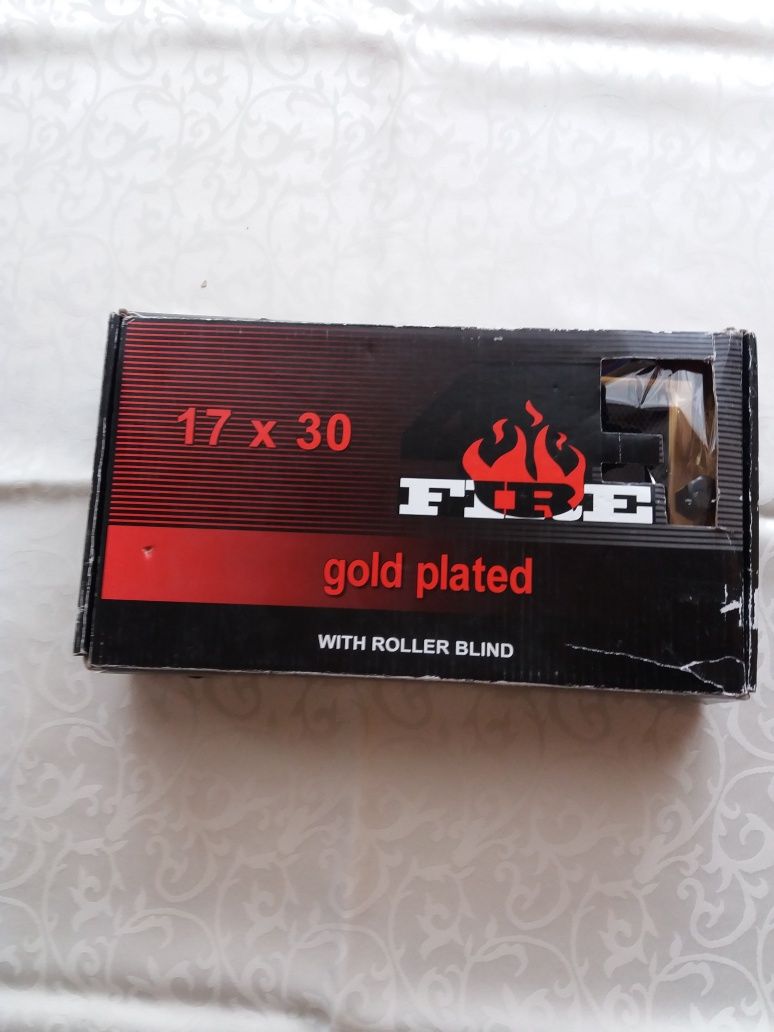 17 x 30
FIRE
gold plated
WITH ROLLER BLIND